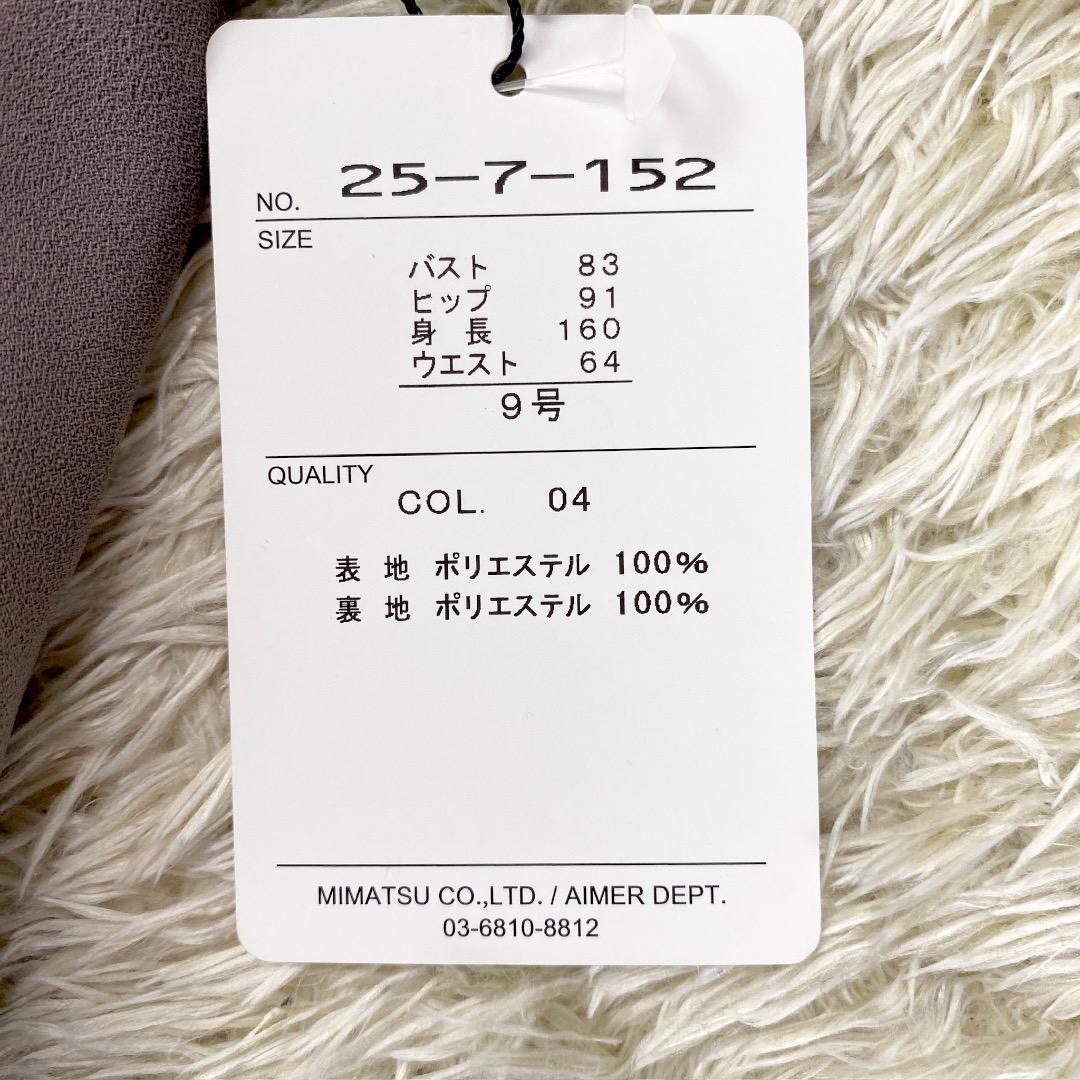 NO. 25-7-152
SIZE
バスト 83
ヒップ 91
身長 160
ウエスト 64
9号
QUALITY
COL. 04
表地 ポリエステル 100%
裏地 ポリエステル 100%
MIMATSU CO.,LTD. / AIMER DEPT.
03-6810-8812